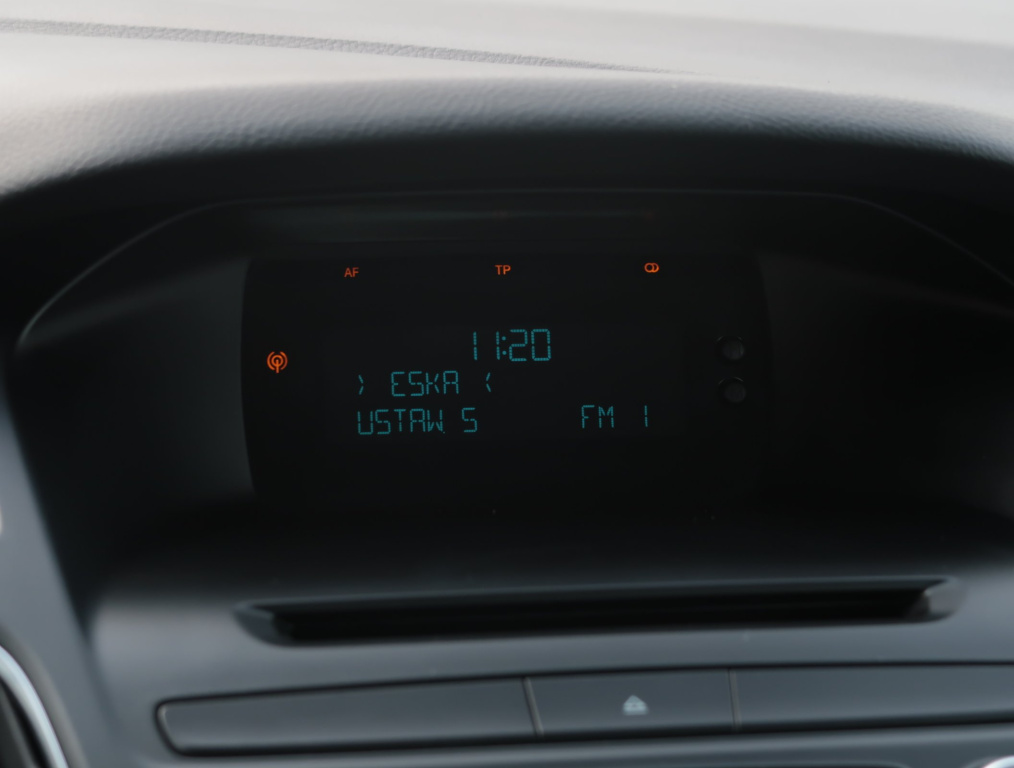 AF TP
11:20
> ESKA <
USTAW. 5 FM 1